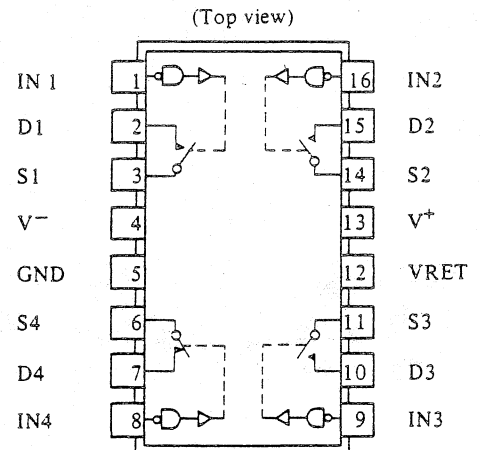 (Top view)
IN 1 1 16 IN2
D1 2 15 D2
S1 3 14 S2
V⁻ 4 13 V⁺
GND 5 12 VRET
S4 6 11 S3
D4 7 10 D3
IN4 8 9 IN3